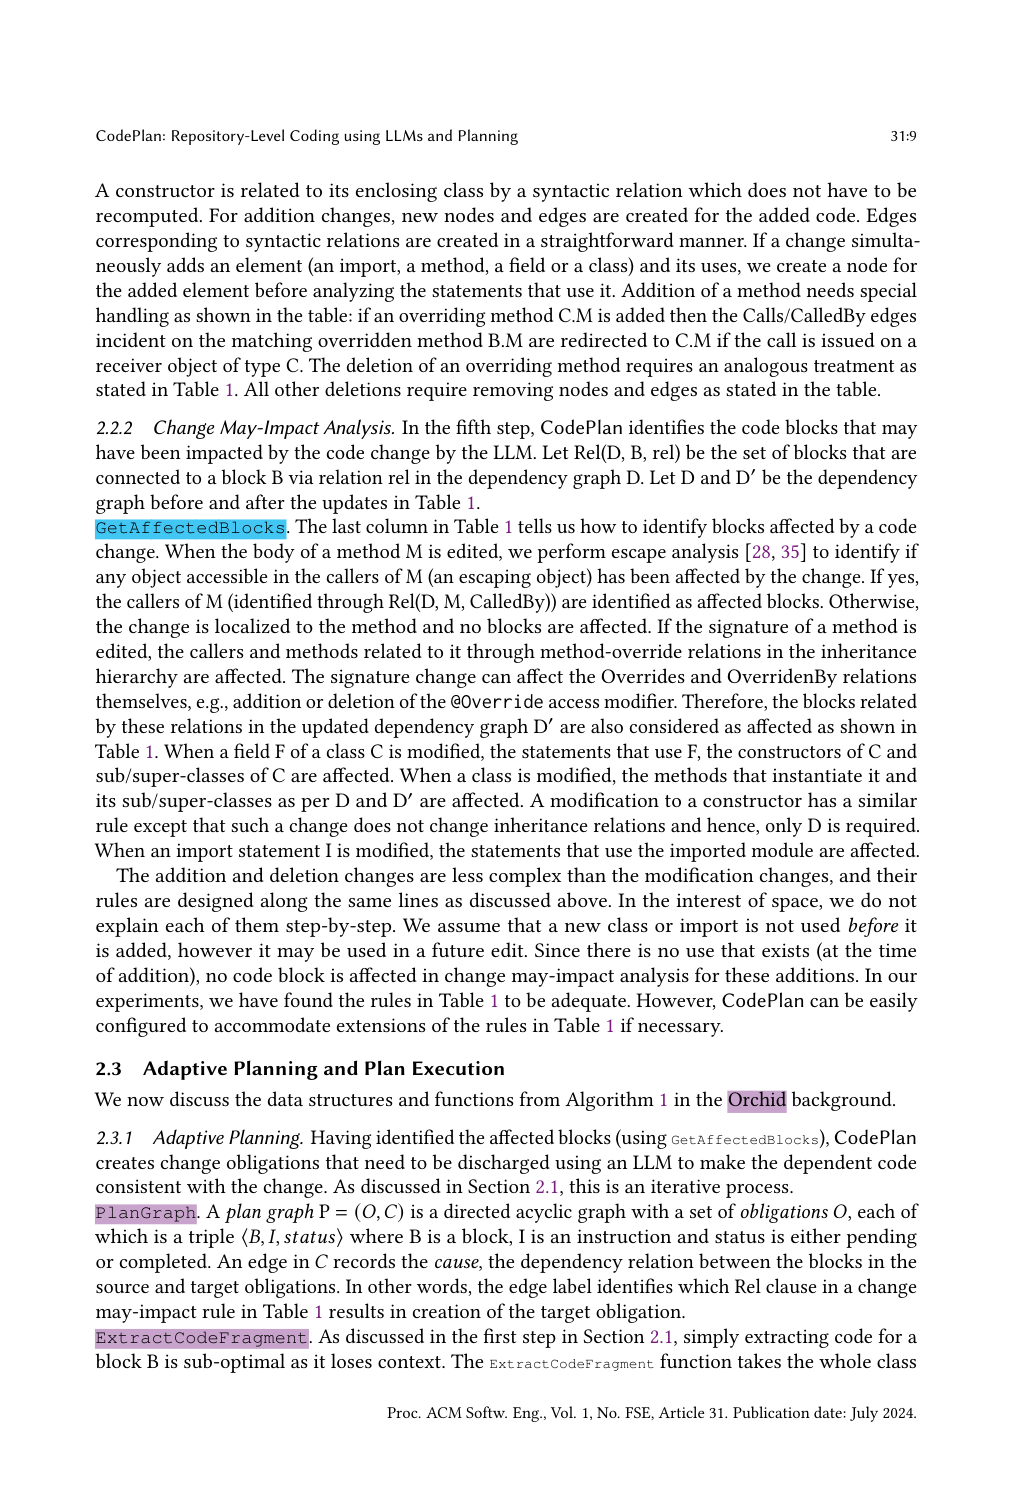 CodePlan: Repository-Level Coding using LLMs and Planning 31:9
A constructor is related to its enclosing class by a syntactic relation which does not have to be
recomputed. For addition changes, new nodes and edges are created for the added code. Edges
corresponding to syntactic relations are created in a straightforward manner. If a change simulta-
neously adds an element (an import, a method, a field or a class) and its uses, we create a node for
the added element before analyzing the statements that use it. Addition of a method needs special
handling as shown in the table: if an overriding method C.M is added then the Calls/CalledBy edges
incident on the matching overridden method B.M are redirected to C.M if the call is issued on a
receiver object of type C. The deletion of an overriding method requires an analogous treatment as
stated in Table 1. All other deletions require removing nodes and edges as stated in the table.
2.2.2 Change May-Impact Analysis. In the fifth step, CodePlan identifies the code blocks that may
have been impacted by the code change by the LLM. Let Rel(D, B, rel) be the set of blocks that are
connected to a block B via relation rel in the dependency graph D. Let D and D′ be the dependency
graph before and after the updates in Table 1.
GetAffectedBlocks. The last column in Table 1 tells us how to identify blocks affected by a code
change. When the body of a method M is edited, we perform escape analysis [28, 35] to identify if
any object accessible in the callers of M (an escaping object) has been affected by the change. If yes,
the callers of M (identified through Rel(D, M, CalledBy)) are identified as affected blocks. Otherwise,
the change is localized to the method and no blocks are affected. If the signature of a method is
edited, the callers and methods related to it through method-override relations in the inheritance
hierarchy are affected. The signature change can affect the Overrides and OverridenBy relations
themselves, e.g., addition or deletion of the @Override access modifier. Therefore, the blocks related
by these relations in the updated dependency graph D′ are also considered as affected as shown in
Table 1. When a field F of a class C is modified, the statements that use F, the constructors of C and
sub/super-classes of C are affected. When a class is modified, the methods that instantiate it and
its sub/super-classes as per D and D′ are affected. A modification to a constructor has a similar
rule except that such a change does not change inheritance relations and hence, only D is required.
When an import statement I is modified, the statements that use the imported module are affected.
The addition and deletion changes are less complex than the modification changes, and their
rules are designed along the same lines as discussed above. In the interest of space, we do not
explain each of them step-by-step. We assume that a new class or import is not used before it
is added, however it may be used in a future edit. Since there is no use that exists (at the time
of addition), no code block is affected in change may-impact analysis for these additions. In our
experiments, we have found the rules in Table 1 to be adequate. However, CodePlan can be easily
configured to accommodate extensions of the rules in Table 1 if necessary.
2.3 Adaptive Planning and Plan Execution
We now discuss the data structures and functions from Algorithm 1 in the Orchid background.
2.3.1 Adaptive Planning. Having identified the affected blocks (using GetAffectedBlocks), CodePlan
creates change obligations that need to be discharged using an LLM to make the dependent code
consistent with the change. As discussed in Section 2.1, this is an iterative process.
PlanGraph. A plan graph P = (O, C) is a directed acyclic graph with a set of obligations O, each of
which is a triple ⟨B, I, status⟩ where B is a block, I is an instruction and status is either pending
or completed. An edge in C records the cause, the dependency relation between the blocks in the
source and target obligations. In other words, the edge label identifies which Rel clause in a change
may-impact rule in Table 1 results in creation of the target obligation.
ExtractCodeFragment. As discussed in the first step in Section 2.1, simply extracting code for a
block B is sub-optimal as it loses context. The ExtractCodeFragment function takes the whole class
Proc. ACM Softw. Eng., Vol. 1, No. FSE, Article 31. Publication date: July 2024.